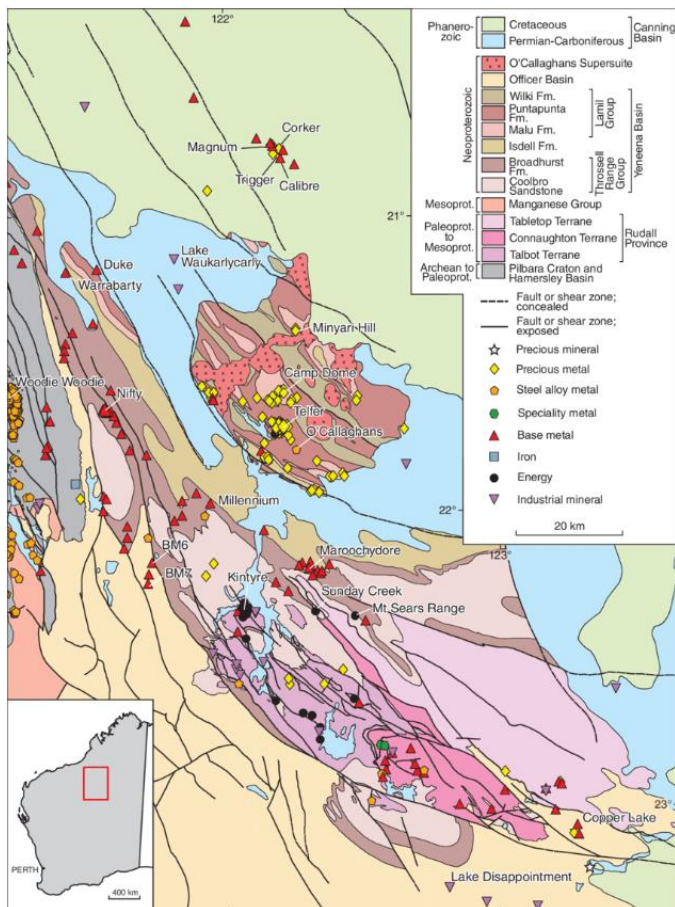 122°
Corker
Magnum
Trigger
Calibre
21°
Lake
Waukarlycarly
Duke
Warrabarty
Minyari Hill
Woodie Woodie
Nifty
Camp Dome
Telfer
O'Callaghans
22°
Millennium
123°
BM6
BM7
Maroochydore
Kintyre
Sunday Creek
Mt Sears Range
23°
Copper Lake
Lake Disappointment
Phanero-
zoic
Cretaceous
Permian-Carboniferous
Canning
Basin
Neoproterozoic
O'Callaghans Supersuite
Officer Basin
Wilki Fm.
Puntapunta
Fm.
Malu Fm.
Lamil
Group
Isdell Fm.
Broadhurst
Fm.
Coolbro
Sandstone
Throssell
Range
Group
Yeneena Basin
Mesoprot.
Manganese Group
Paleoprot.
to
Mesoprot.
Tabletop Terrane
Connaughton Terrane
Talbot Terrane
Rudall
Province
Archean to
Paleoprot.
Pilbara Craton and
Hamersley Basin
Fault or shear zone;
concealed
Fault or shear zone;
exposed
Precious mineral
Precious metal
Steel alloy metal
Speciality metal
Base metal
Iron
Energy
Industrial mineral
20 km
PERTH
400 km